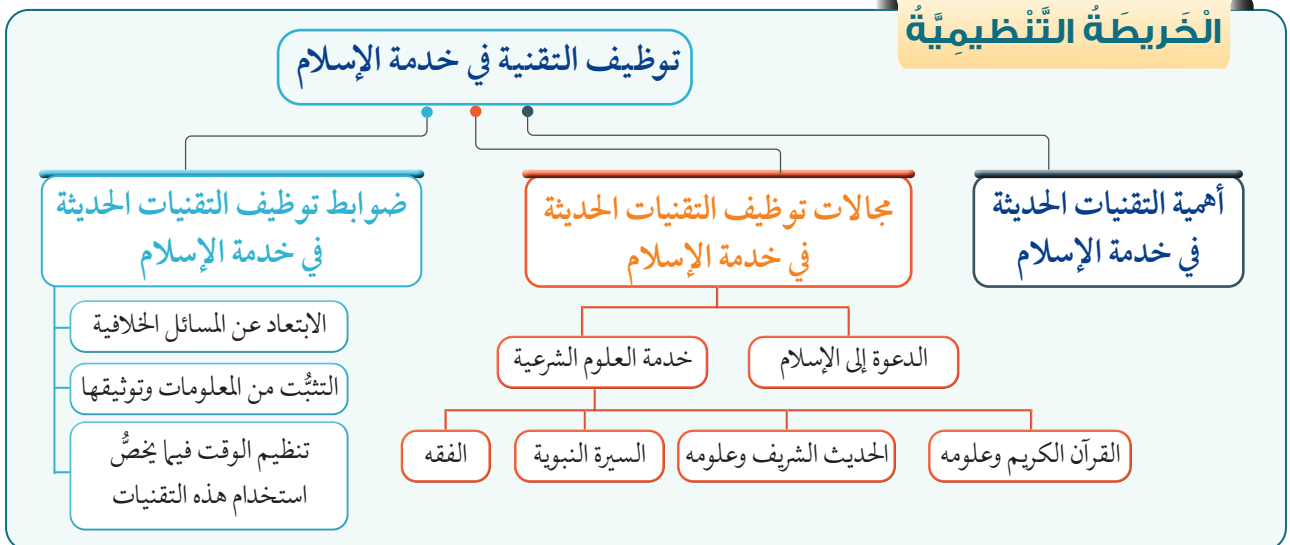 الْخَريطَةُ التَّنْظيمِيَّةُ
توظيف التقنية في خدمة الإسلام
أهمية التقنيات الحديثة
في خدمة الإسلام
مجالات توظيف التقنيات الحديثة
في خدمة الإسلام
الدعوة إلى الإسلام
خدمة العلوم الشرعية
القرآن الكريم وعلومه
الحديث الشريف وعلومه
السيرة النبوية
الفقه
ضوابط توظيف التقنيات الحديثة
في خدمة الإسلام
الابتعاد عن المسائل الخلافية
التثبُّت من المعلومات وتوثيقها
تنظيم الوقت فيما يخصُّ
استخدام هذه التقنيات